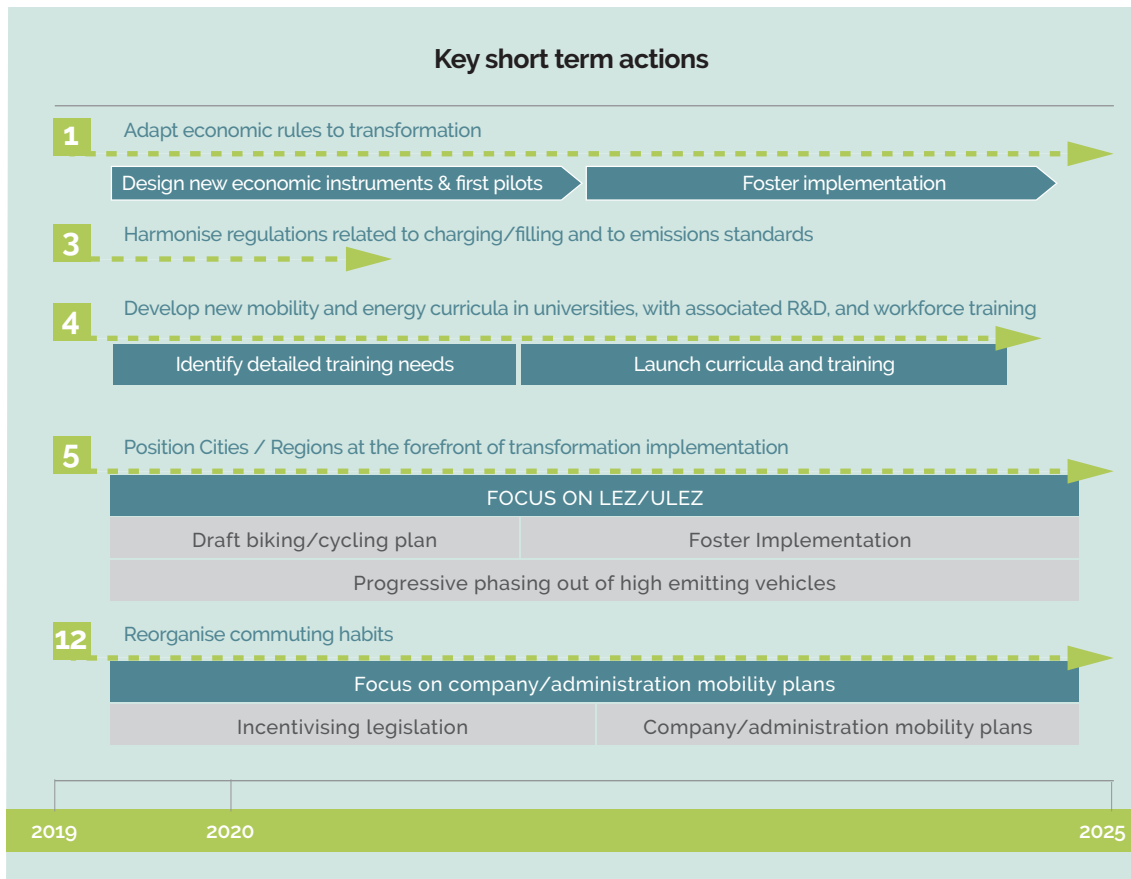 Key short term actions
1
Adapt economic rules to transformation
Design new economic instruments & first pilots
Foster implementation
3
Harmonise regulations related to charging/filling and to emissions standards
4
Develop new mobility and energy curricula in universities, with associated R&D, and workforce training
Identify detailed training needs
Launch curricula and training
5
Position Cities / Regions at the forefront of transformation implementation
FOCUS ON LEZ/ULEZ
Draft biking/cycling plan
Foster Implementation
Progressive phasing out of high emitting vehicles
12
Reorganise commuting habits
Focus on company/administration mobility plans
Incentivising legislation
Company/administration mobility plans
2019
2020
2025